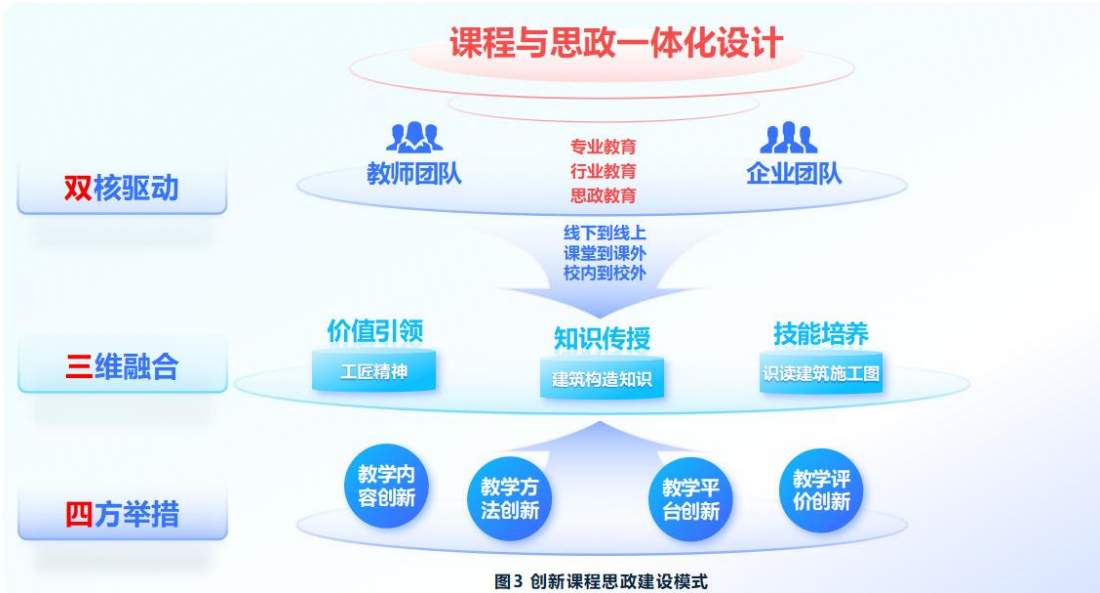 课程与思政一体化设计
双核驱动
教师团队
专业教育
行业教育
思政教育
企业团队
线下到线上
课堂到课外
校内到校外
三维融合
价值引领
工匠精神
知识传授
建筑构造知识
技能培养
识读建筑施工图
四方举措
教学内
容创新
教学方
法创新
教学平
台创新
教学评
价创新
图3 创新课程思政建设模式